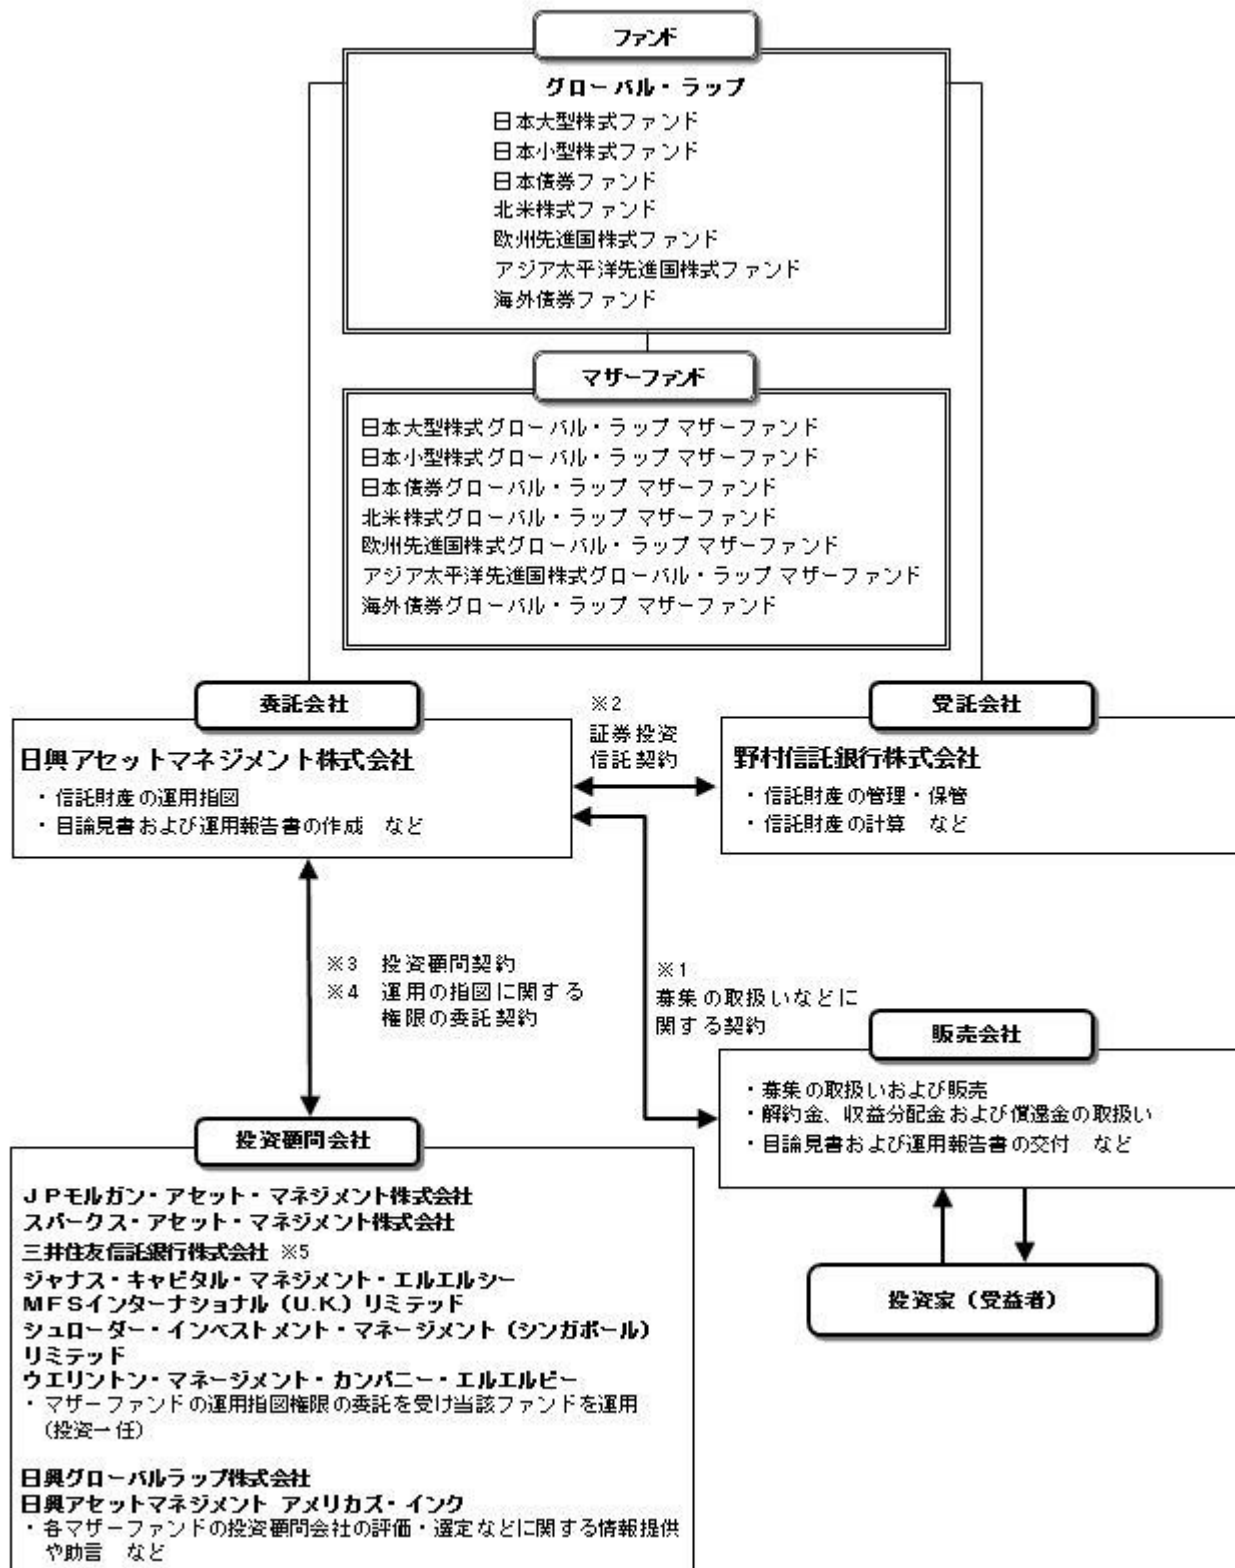 ファンド
グローバル・ラップ
日本大型株式ファンド
日本小型株式ファンド
日本債券ファンド
北米株式ファンド
欧州先進国株式ファンド
アジア太平洋先進国株式ファンド
海外債券ファンド
マザーファンド
日本大型株式グローバル・ラップ マザーファンド
日本小型株式グローバル・ラップ マザーファンド
日本債券グローバル・ラップ マザーファンド
北米株式グローバル・ラップ マザーファンド
欧州先進国株式グローバル・ラップ マザーファンド
アジア太平洋先進国株式グローバル・ラップ マザーファンド
海外債券グローバル・ラップ マザーファンド
委託会社
日興アセットマネジメント株式会社
・信託財産の運用指図
・目論見書および運用報告書の作成 など
※2
証券投資
信託契約
受託会社
野村信託銀行株式会社
・信託財産の管理・保管
・信託財産の計算 など
※3 投資顧問契約
※4 運用の指図に関する
権限の委託契約
※1
募集の取扱いなどに
関する契約
販売会社
・募集の取扱いおよび販売
・解約金、収益分配金および償還金の取扱い
・目論見書および運用報告書の交付 など
投資家(受益者)
投資顧問会社
JPモルガン・アセット・マネジメント株式会社
スパークス・アセット・マネジメント株式会社
三井住友信託銀行株式会社 ※5
ジャナス・キャピタル・マネジメント・エルエルシー
MFSインターナショナル(U.K.)リミテッド
シュローダー・インベストメント・マネージメント(シンガポール)
リミテッド
ウエリントン・マネージメント・カンパニー・エルエルピー
・マザーファンドの運用指図権限の委託を受け当該ファンドを運用
(投資一任)
日興グローバルラップ株式会社
日興アセットマネジメント アメリカズ・インク
・各マザーファンドの投資顧問会社の評価・選定などに関する情報提供
や助言 など